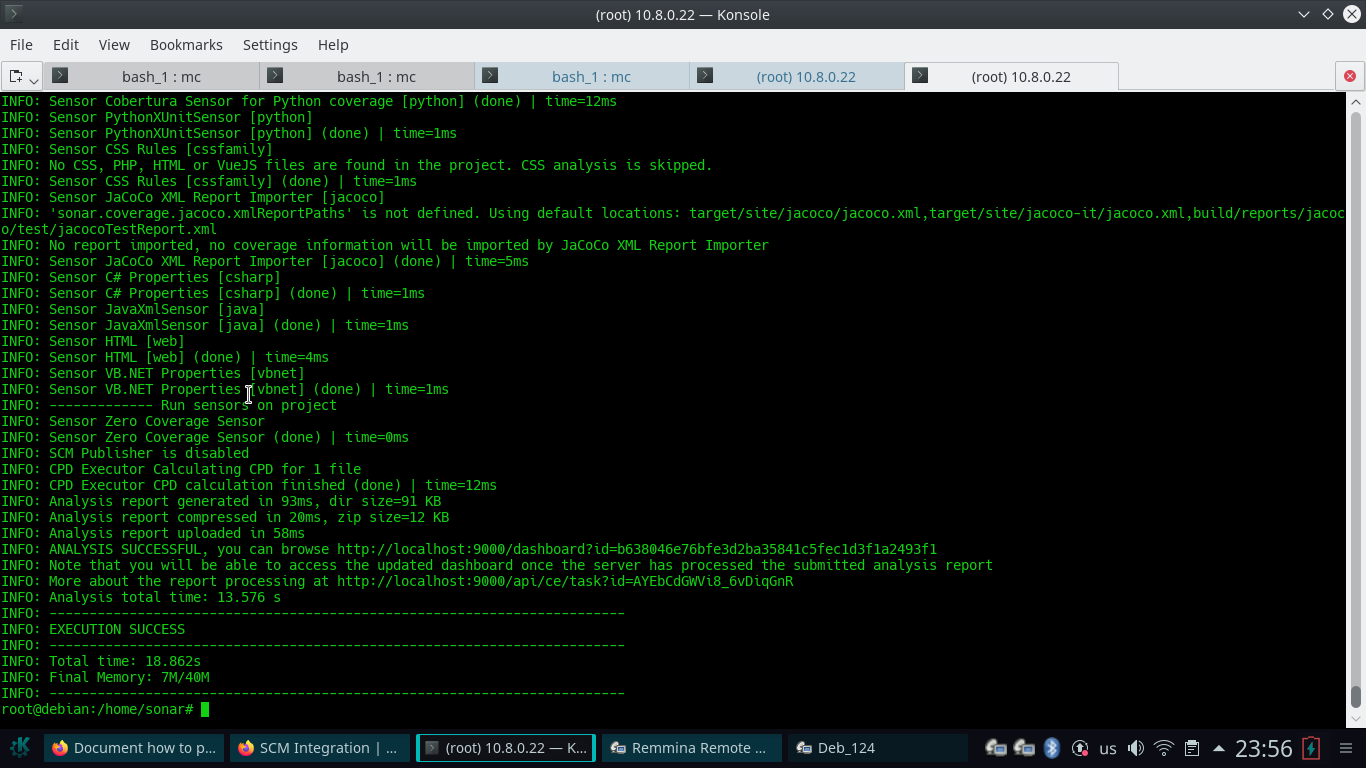 (root) 10.8.0.22 — Konsole
File Edit View Bookmarks Settings Help
bash_1 : mc bash_1 : mc bash_1 : mc (root) 10.8.0.22 (root) 10.8.0.22
INFO: Sensor Cobertura Sensor for Python coverage [python] (done) | time=12ms
INFO: Sensor PythonXUnitSensor [python]
INFO: Sensor PythonXUnitSensor [python] (done) | time=1ms
INFO: Sensor CSS Rules [cssfamily]
INFO: No CSS, PHP, HTML or VueJS files are found in the project. CSS analysis is skipped.
INFO: Sensor CSS Rules [cssfamily] (done) | time=1ms
INFO: Sensor JaCoCo XML Report Importer [jacoco]
INFO: 'sonar.coverage.jacoco.xmlReportPaths' is not defined. Using default locations: target/site/jacoco/jacoco.xml,target/site/jacoco-it/jacoco.xml,build/reports/jacoc
o/test/jacocoTestReport.xml
INFO: No report imported, no coverage information will be imported by JaCoCo XML Report Importer
INFO: Sensor JaCoCo XML Report Importer [jacoco] (done) | time=5ms
INFO: Sensor C# Properties [csharp]
INFO: Sensor C# Properties [csharp] (done) | time=1ms
INFO: Sensor JavaXmlSensor [java]
INFO: Sensor JavaXmlSensor [java] (done) | time=1ms
INFO: Sensor HTML [web]
INFO: Sensor HTML [web] (done) | time=4ms
INFO: Sensor VB.NET Properties [vbnet]
INFO: Sensor VB.NET Properties [vbnet] (done) | time=1ms
INFO: ------------- Run sensors on project
INFO: Sensor Zero Coverage Sensor
INFO: Sensor Zero Coverage Sensor (done) | time=0ms
INFO: SCM Publisher is disabled
INFO: CPD Executor Calculating CPD for 1 file
INFO: CPD Executor CPD calculation finished (done) | time=12ms
INFO: Analysis report generated in 93ms, dir size=91 KB
INFO: Analysis report compressed in 20ms, zip size=12 KB
INFO: Analysis report uploaded in 58ms
INFO: ANALYSIS SUCCESSFUL, you can browse http://localhost:9000/dashboard?id=b638046e76bfe3d2ba35841c5fec1d3f1a2493f1
INFO: Note that you will be able to access the updated dashboard once the server has processed the submitted analysis report
INFO: More about the report processing at http://localhost:9000/api/ce/task?id=AYEbCdGWVi8_6vDiqGnR
INFO: Analysis total time: 13.576 s
INFO: ------------------------------------------------------------------------
INFO: EXECUTION SUCCESS
INFO: ------------------------------------------------------------------------
INFO: Total time: 18.862s
INFO: Final Memory: 7M/40M
INFO: ------------------------------------------------------------------------
root@debian:/home/sonar#
Document how to p... SCM Integration | ... (root) 10.8.0.22 — K... Remmina Remote ... Deb_124 us 23:56